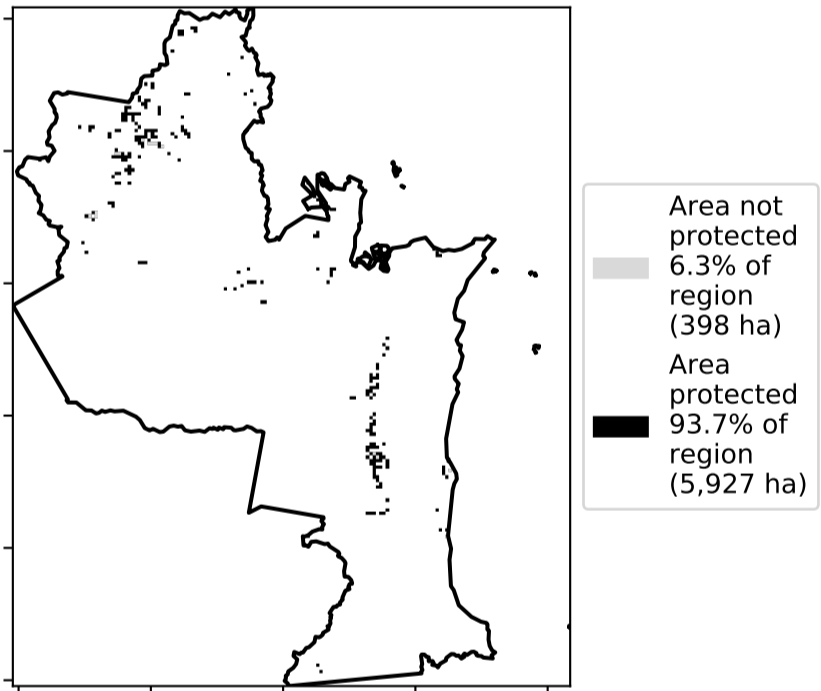 Area not
protected
6.3% of
region
(398 ha)
Area
protected
93.7% of
region
(5,927 ha)